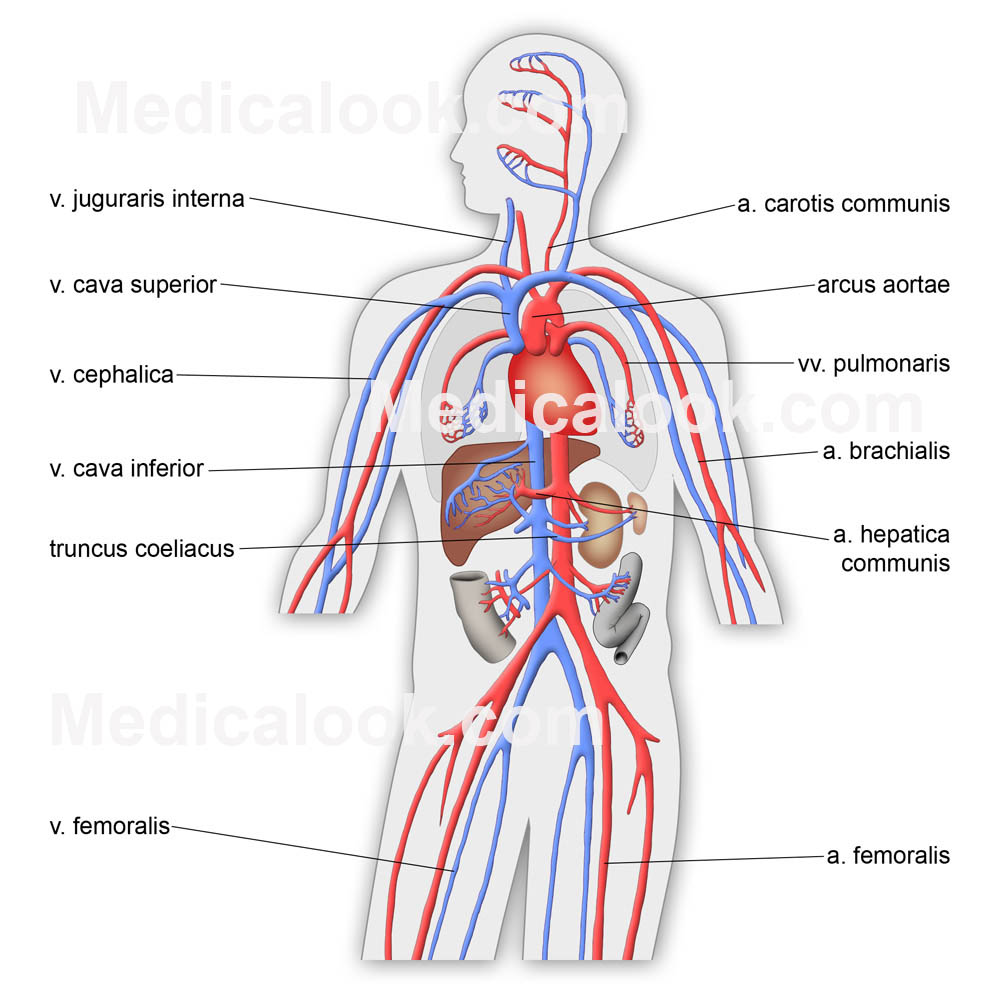 Medicalook.com
v. juguraris interna
a. carotis communis
v. cava superior
arcus aortae
vv. pulmonaris
v. cephalica
Medicalook.com
a. brachialis
v. cava inferior
a. hepatica
communis
truncus coeliacus
Medicalook.com
v. femoralis
a. femoralis